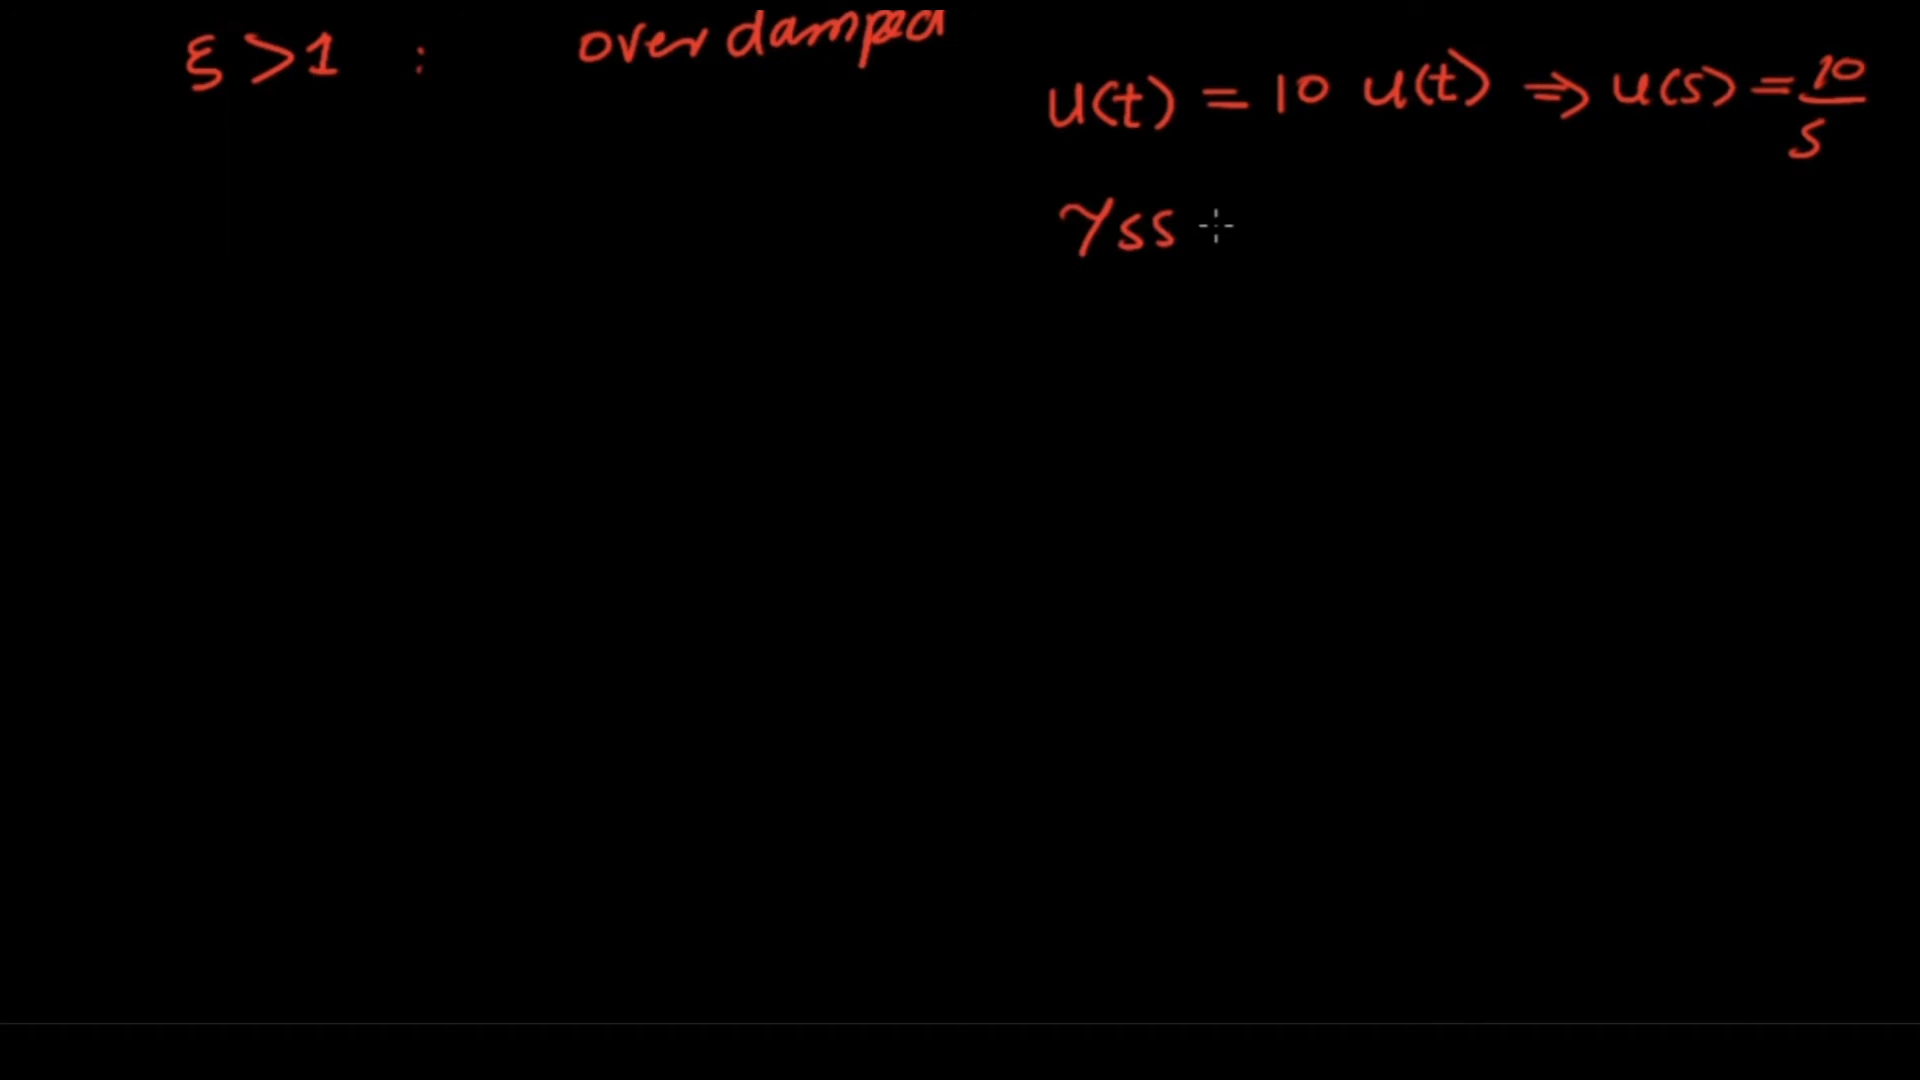 ξ > 1 : over damped
u(t) = 10 u(t) ⇒ u(s) = 10/s
yss